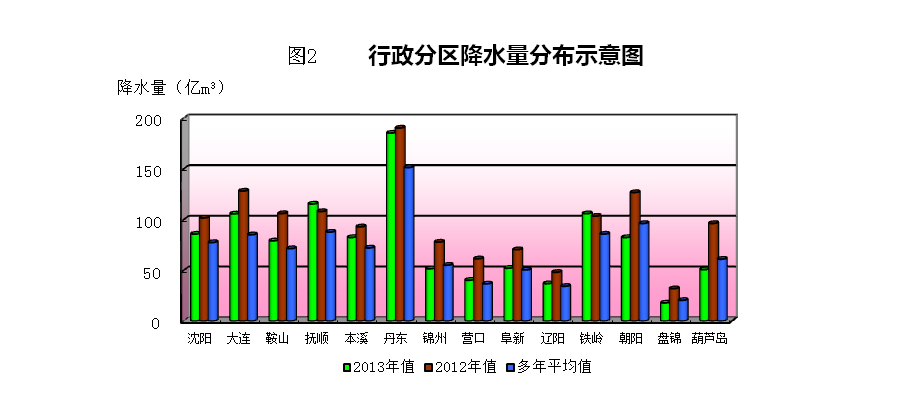 图2 行政分区降水量分布示意图
降水量（亿m³）
200
150
100
50
0
沈阳 大连 鞍山 抚顺 本溪 丹东 锦州 营口 阜新 辽阳 铁岭 朝阳 盘锦 葫芦岛
2013年值 2012年值 多年平均值